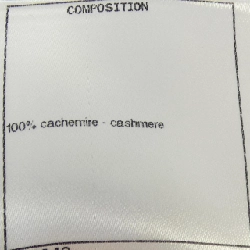 COMPOSITION
100% cachemire - cashmere